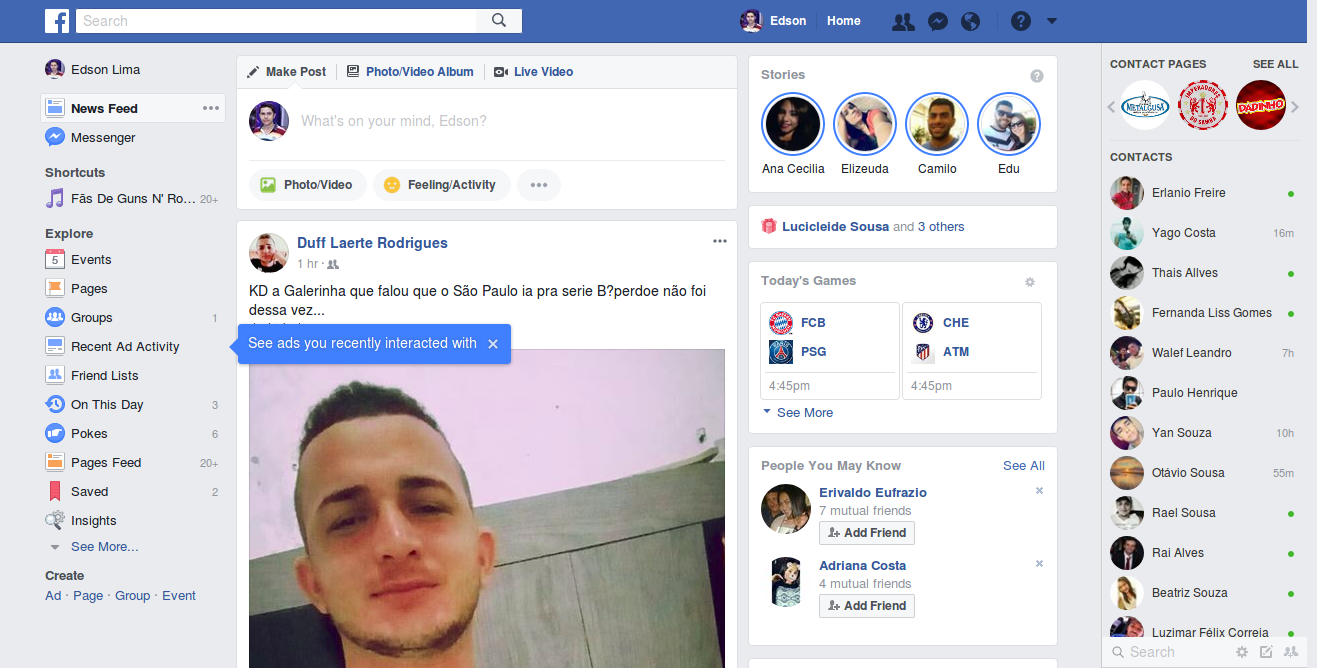 Search
Edson
Home
Edson Lima
News Feed
Messenger
Shortcuts
Fãs De Guns N' Ro... 20+
Explore
5 Events
Pages
Groups 1
Recent Ad Activity
Friend Lists
On This Day 3
Pokes 6
Pages Feed 20+
Saved 2
Insights
See More...
Create
Ad · Page · Group · Event
Make Post
Photo/Video Album
Live Video
What's on your mind, Edson?
Photo/Video
Feeling/Activity
Duff Laerte Rodrigues
1 hr ·
KD a Galerinha que falou que o São Paulo ia pra serie B?perdoe não foi
dessa vez...
See ads you recently interacted with
Stories
Ana Cecilia
Elizeuda
Camilo
Edu
Lucicleide Sousa and 3 others
Today's Games
FCB
PSG
4:45pm
CHE
ATM
4:45pm
See More
People You May Know
See All
Erivaldo Eufrazio
7 mutual friends
Add Friend
Adriana Costa
4 mutual friends
Add Friend
CONTACT PAGES
SEE ALL
METALGUSA
IMPERADORES
DO SAMBA
DADINHO
CONTACTS
Erlanio Freire
Yago Costa 16m
Thais Allves
Fernanda Liss Gomes
Walef Leandro 7h
Paulo Henrique
Yan Souza 10h
Otávio Sousa 55m
Rael Sousa
Rai Alves
Beatriz Souza
Luzimar Félix Correia
Search